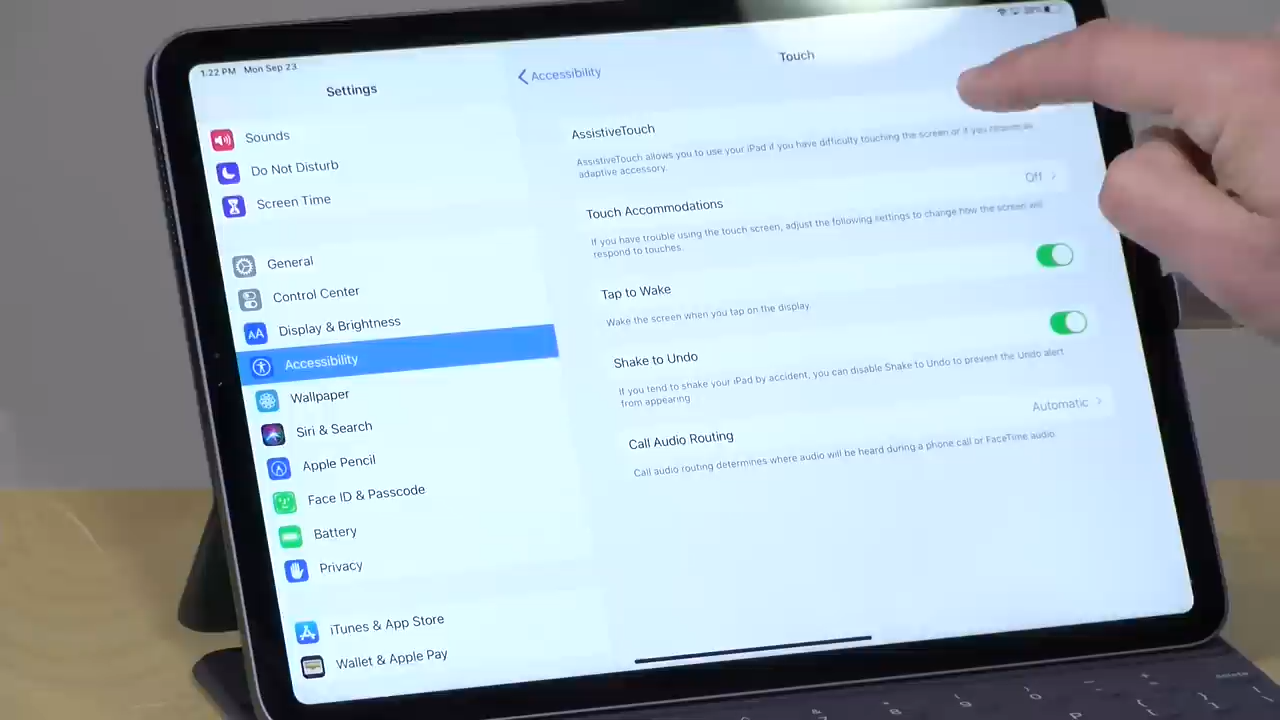 1:22 PM Mon Sep 23
Settings
Sounds
Do Not Disturb
Screen Time
General
Control Center
AA Display & Brightness
Accessibility
Wallpaper
Siri & Search
Apple Pencil
Face ID & Passcode
Battery
Privacy
iTunes & App Store
Wallet & Apple Pay
Accessibility
Touch
AssistiveTouch
AssistiveTouch allows you to use your iPad if you have difficulty touching the screen or if you require an
adaptive accessory.
Touch Accommodations Off
If you have trouble using the touch screen, adjust the following settings to change how the screen will
respond to touches.
Tap to Wake
Wake the screen when you tap on the display.
Shake to Undo
If you tend to shake your iPad by accident, you can disable Shake to Undo to prevent the Undo alert
from appearing
Call Audio Routing Automatic
Call audio routing determines where audio will be heard during a phone call or FaceTime audio.
delete